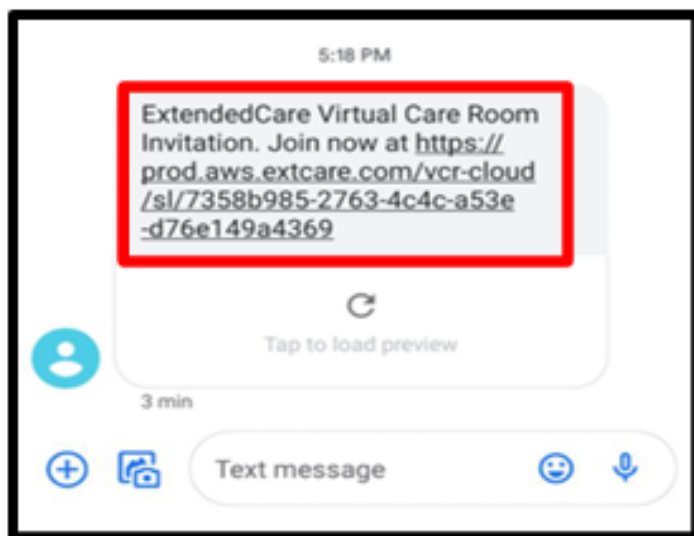 5:18 PM
ExtendedCare Virtual Care Room
Invitation. Join now at https://
prod.aws.extcare.com/vcr-cloud
/sl/7358b985-2763-4c4c-a53e
-d76e149a4369
Tap to load preview
3 min
Text message